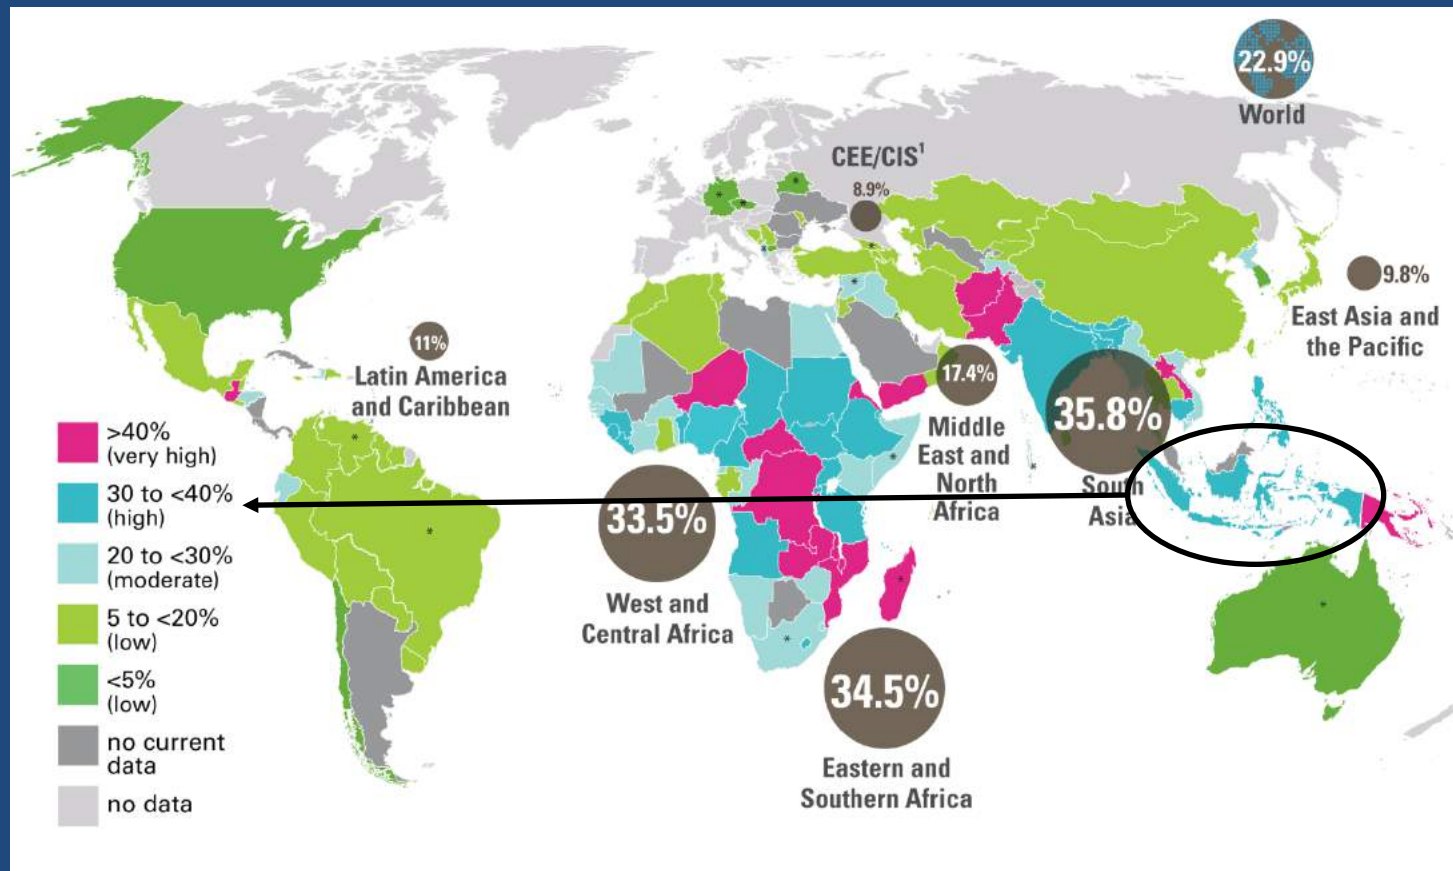 22.9%
World
CEE/CIS¹
8.9%
9.8%
East Asia and
the Pacific
11%
Latin America
and Caribbean
17.4%
Middle
East and
North
Africa
35.8%
South
Asia
33.5%
West and
Central Africa
34.5%
Eastern and
Southern Africa
>40%
(very high)
30 to <40%
(high)
20 to <30%
(moderate)
5 to <20%
(low)
<5%
(low)
no current
data
no data